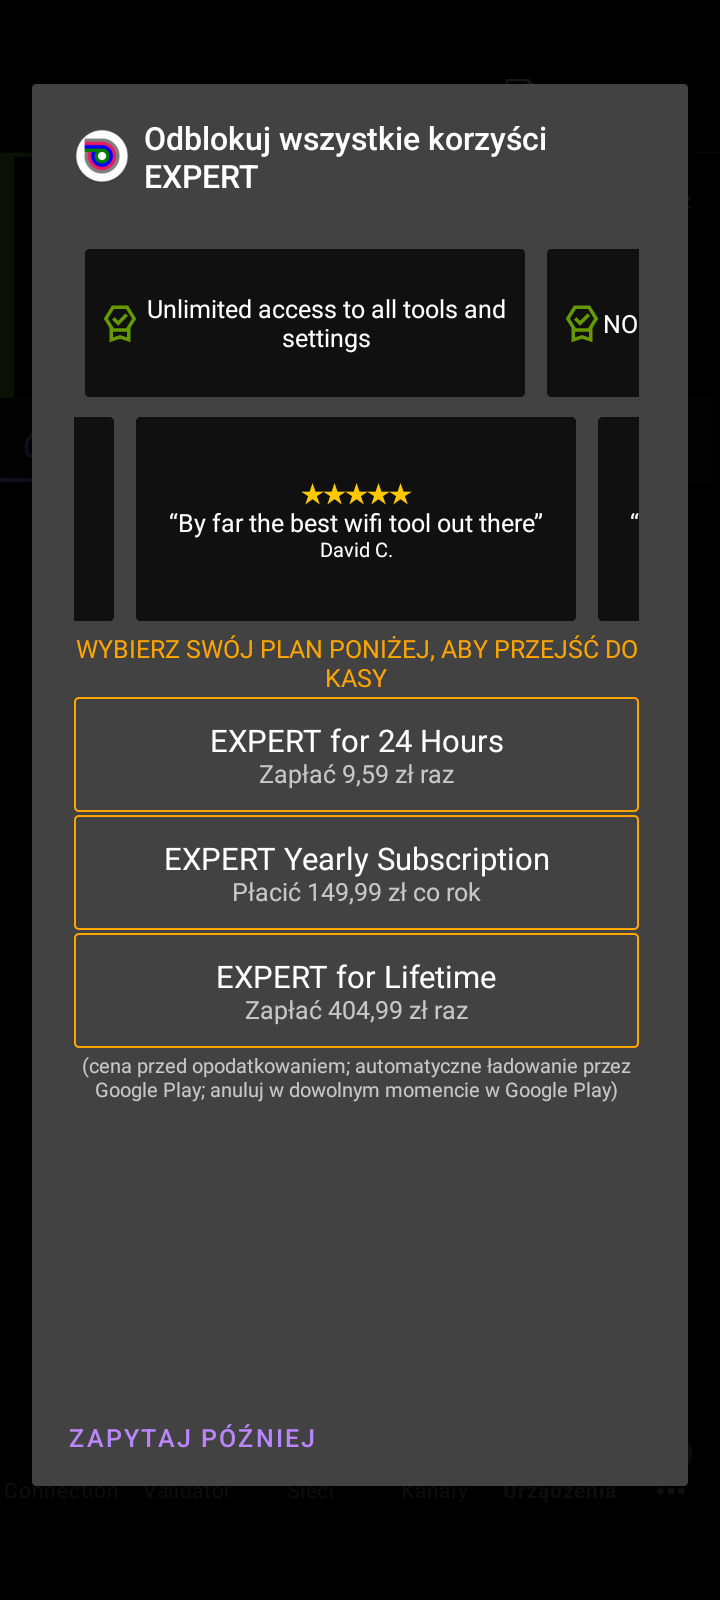 Odblokuj wszystkie korzyści
EXPERT
Unlimited access to all tools and
settings
NO
★★★★★
“By far the best wifi tool out there”
David C.
“
WYBIERZ SWÓJ PLAN PONIŻEJ, ABY PRZEJŚĆ DO
KASY
EXPERT for 24 Hours
Zapłać 9,59 zł raz
EXPERT Yearly Subscription
Płacić 149,99 zł co rok
EXPERT for Lifetime
Zapłać 404,99 zł raz
(cena przed opodatkowaniem; automatyczne ładowanie przez
Google Play; anuluj w dowolnym momencie w Google Play)
ZAPYTAJ PÓŹNIEJ
Connection Validator Sieci Kanały Urządzenia